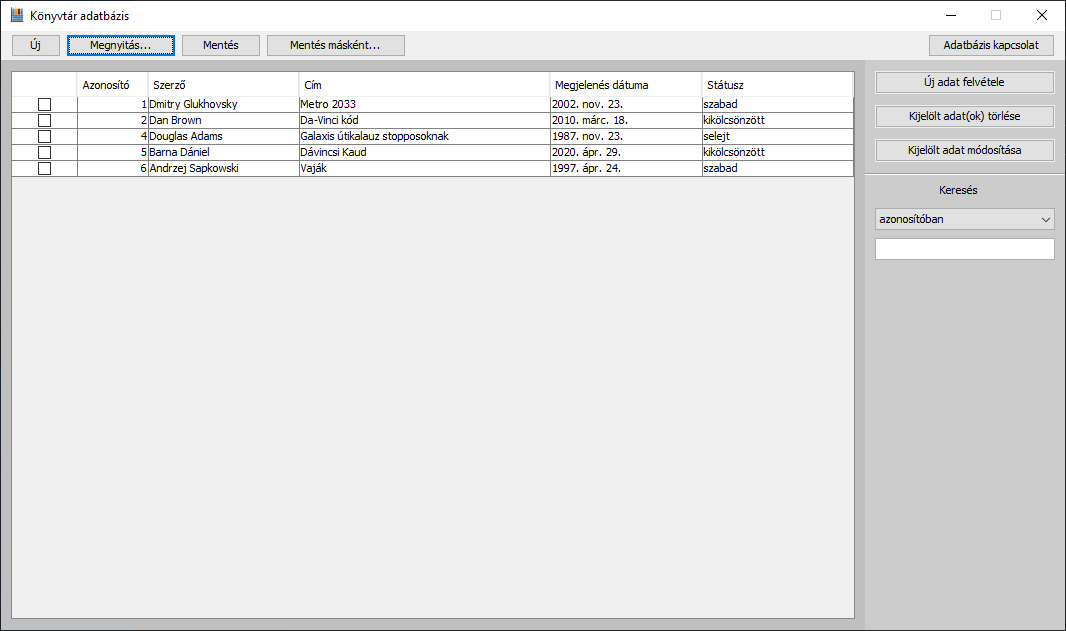 Könyvtár adatbázis
Új Megnyitás... Mentés Mentés másként... Adatbázis kapcsolat
Azonosító Szerző Cím Megjelenés dátuma Státusz
1 Dmitry Glukhovsky Metro 2033 2002. nov. 23. szabad
2 Dan Brown Da-Vinci kód 2010. márc. 18. kikölcsönzött
4 Douglas Adams Galaxis útikalauz stopposoknak 1987. nov. 23. selejt
5 Barna Dániel Dávincsi Kaud 2020. ápr. 29. kikölcsönzött
6 Andrzej Sapkowski Vaják 1997. ápr. 24. szabad
Új adat felvétele
Kijelölt adat(ok) törlése
Kijelölt adat módosítása
Keresés
azonosítóban